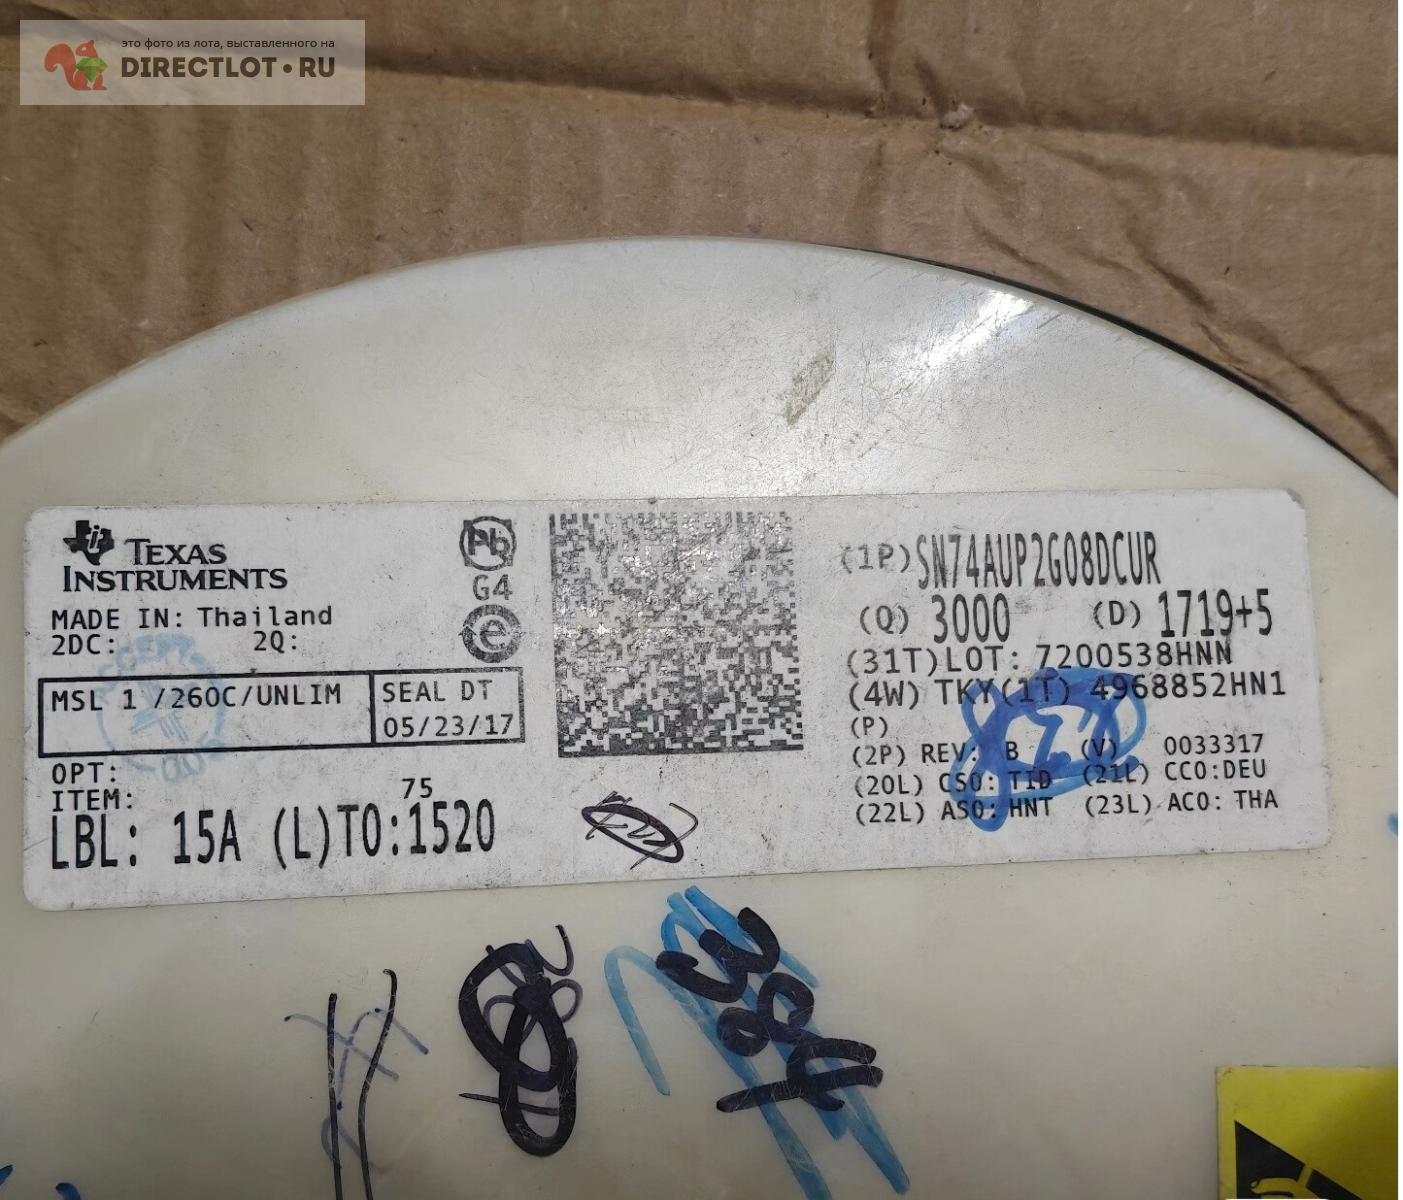 это фото из лота, выставленного на
DIRECTLOT•RU
TEXAS
INSTRUMENTS
MADE IN: Thailand
2DC: 2Q:
MSL 1 /260C/UNLIM
SEAL DT
05/23/17
OPT:
ITEM: 75
LBL: 15A (L)TO:1520
Pb
G4
e
(1P)SN74AUP2G08DCUR
(Q) 3000 (D) 1719+5
(31T)LOT: 7200538HNN
(4W) TKY(1T) 4968852HN1
(P)
(2P) REV: B (V) 0033317
(20L) CSO: TID (21L) CCO:DEU
(22L) ASO: HNT (23L) ACO: THA